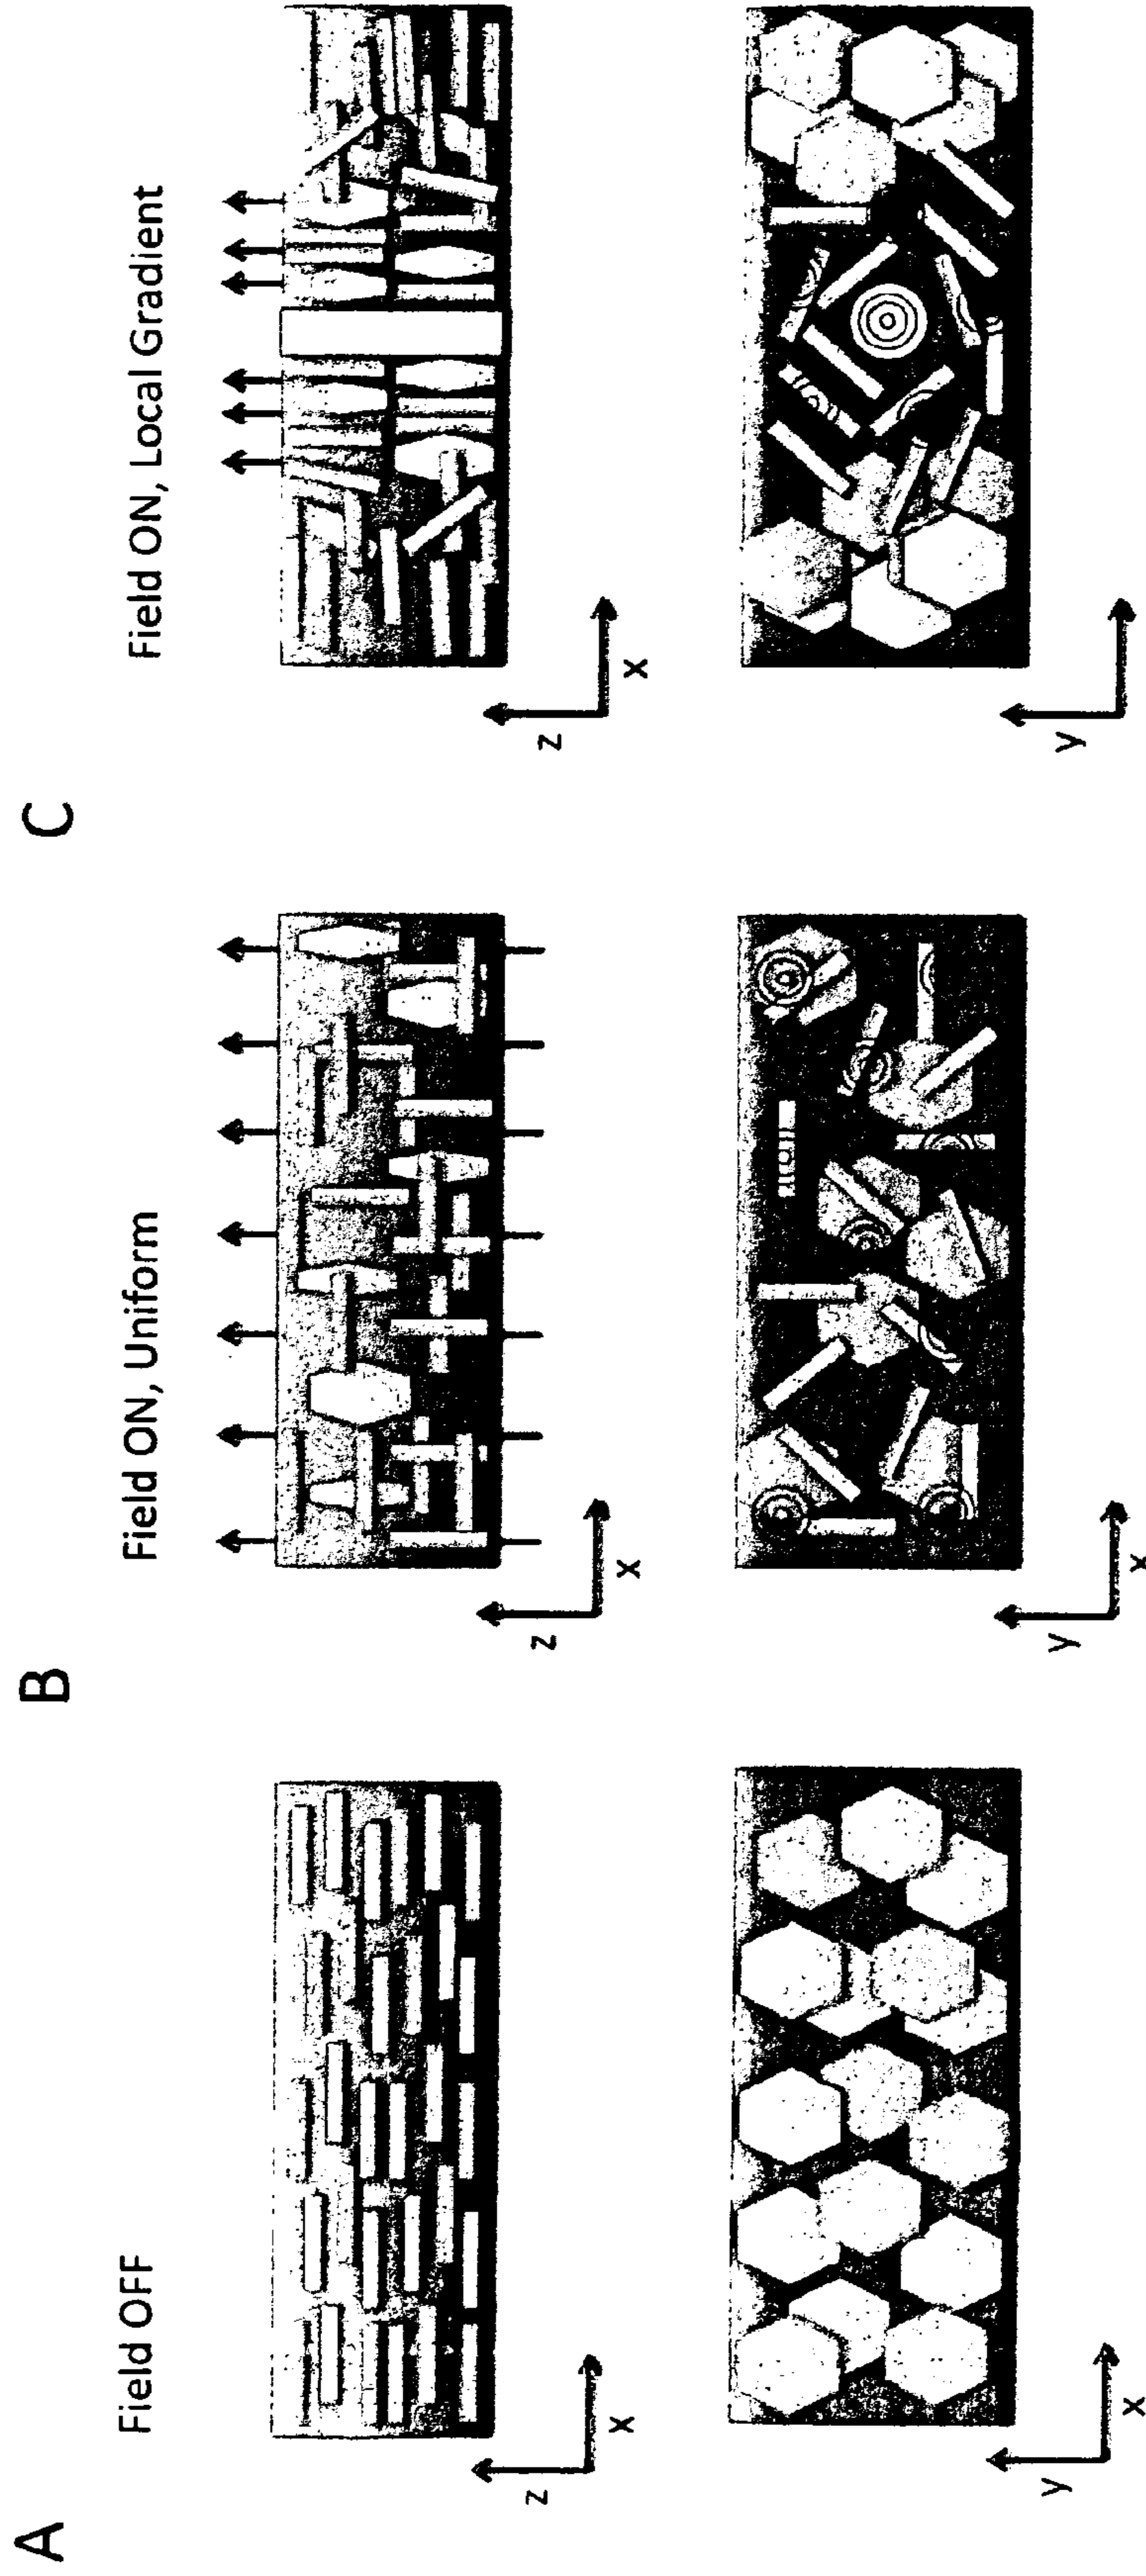 A
Field OFF
z
x
y
x
B
Field ON, Uniform
z
x
y
x
C
Field ON, Local Gradient
z
x
y